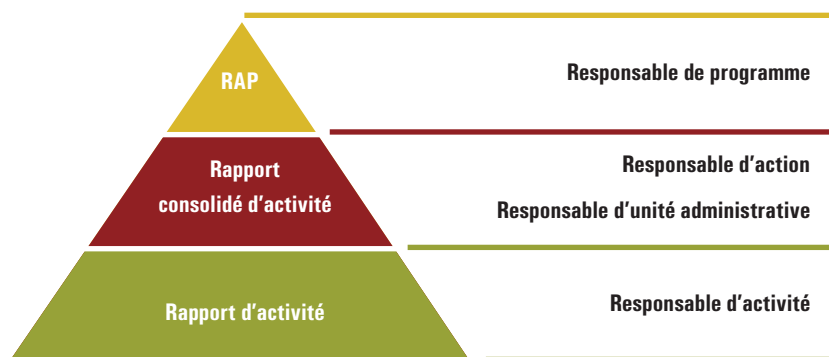 RAP
Responsable de programme
Rapport
consolidé d'activité
Responsable d'action
Responsable d'unité administrative
Rapport d'activité
Responsable d'activité